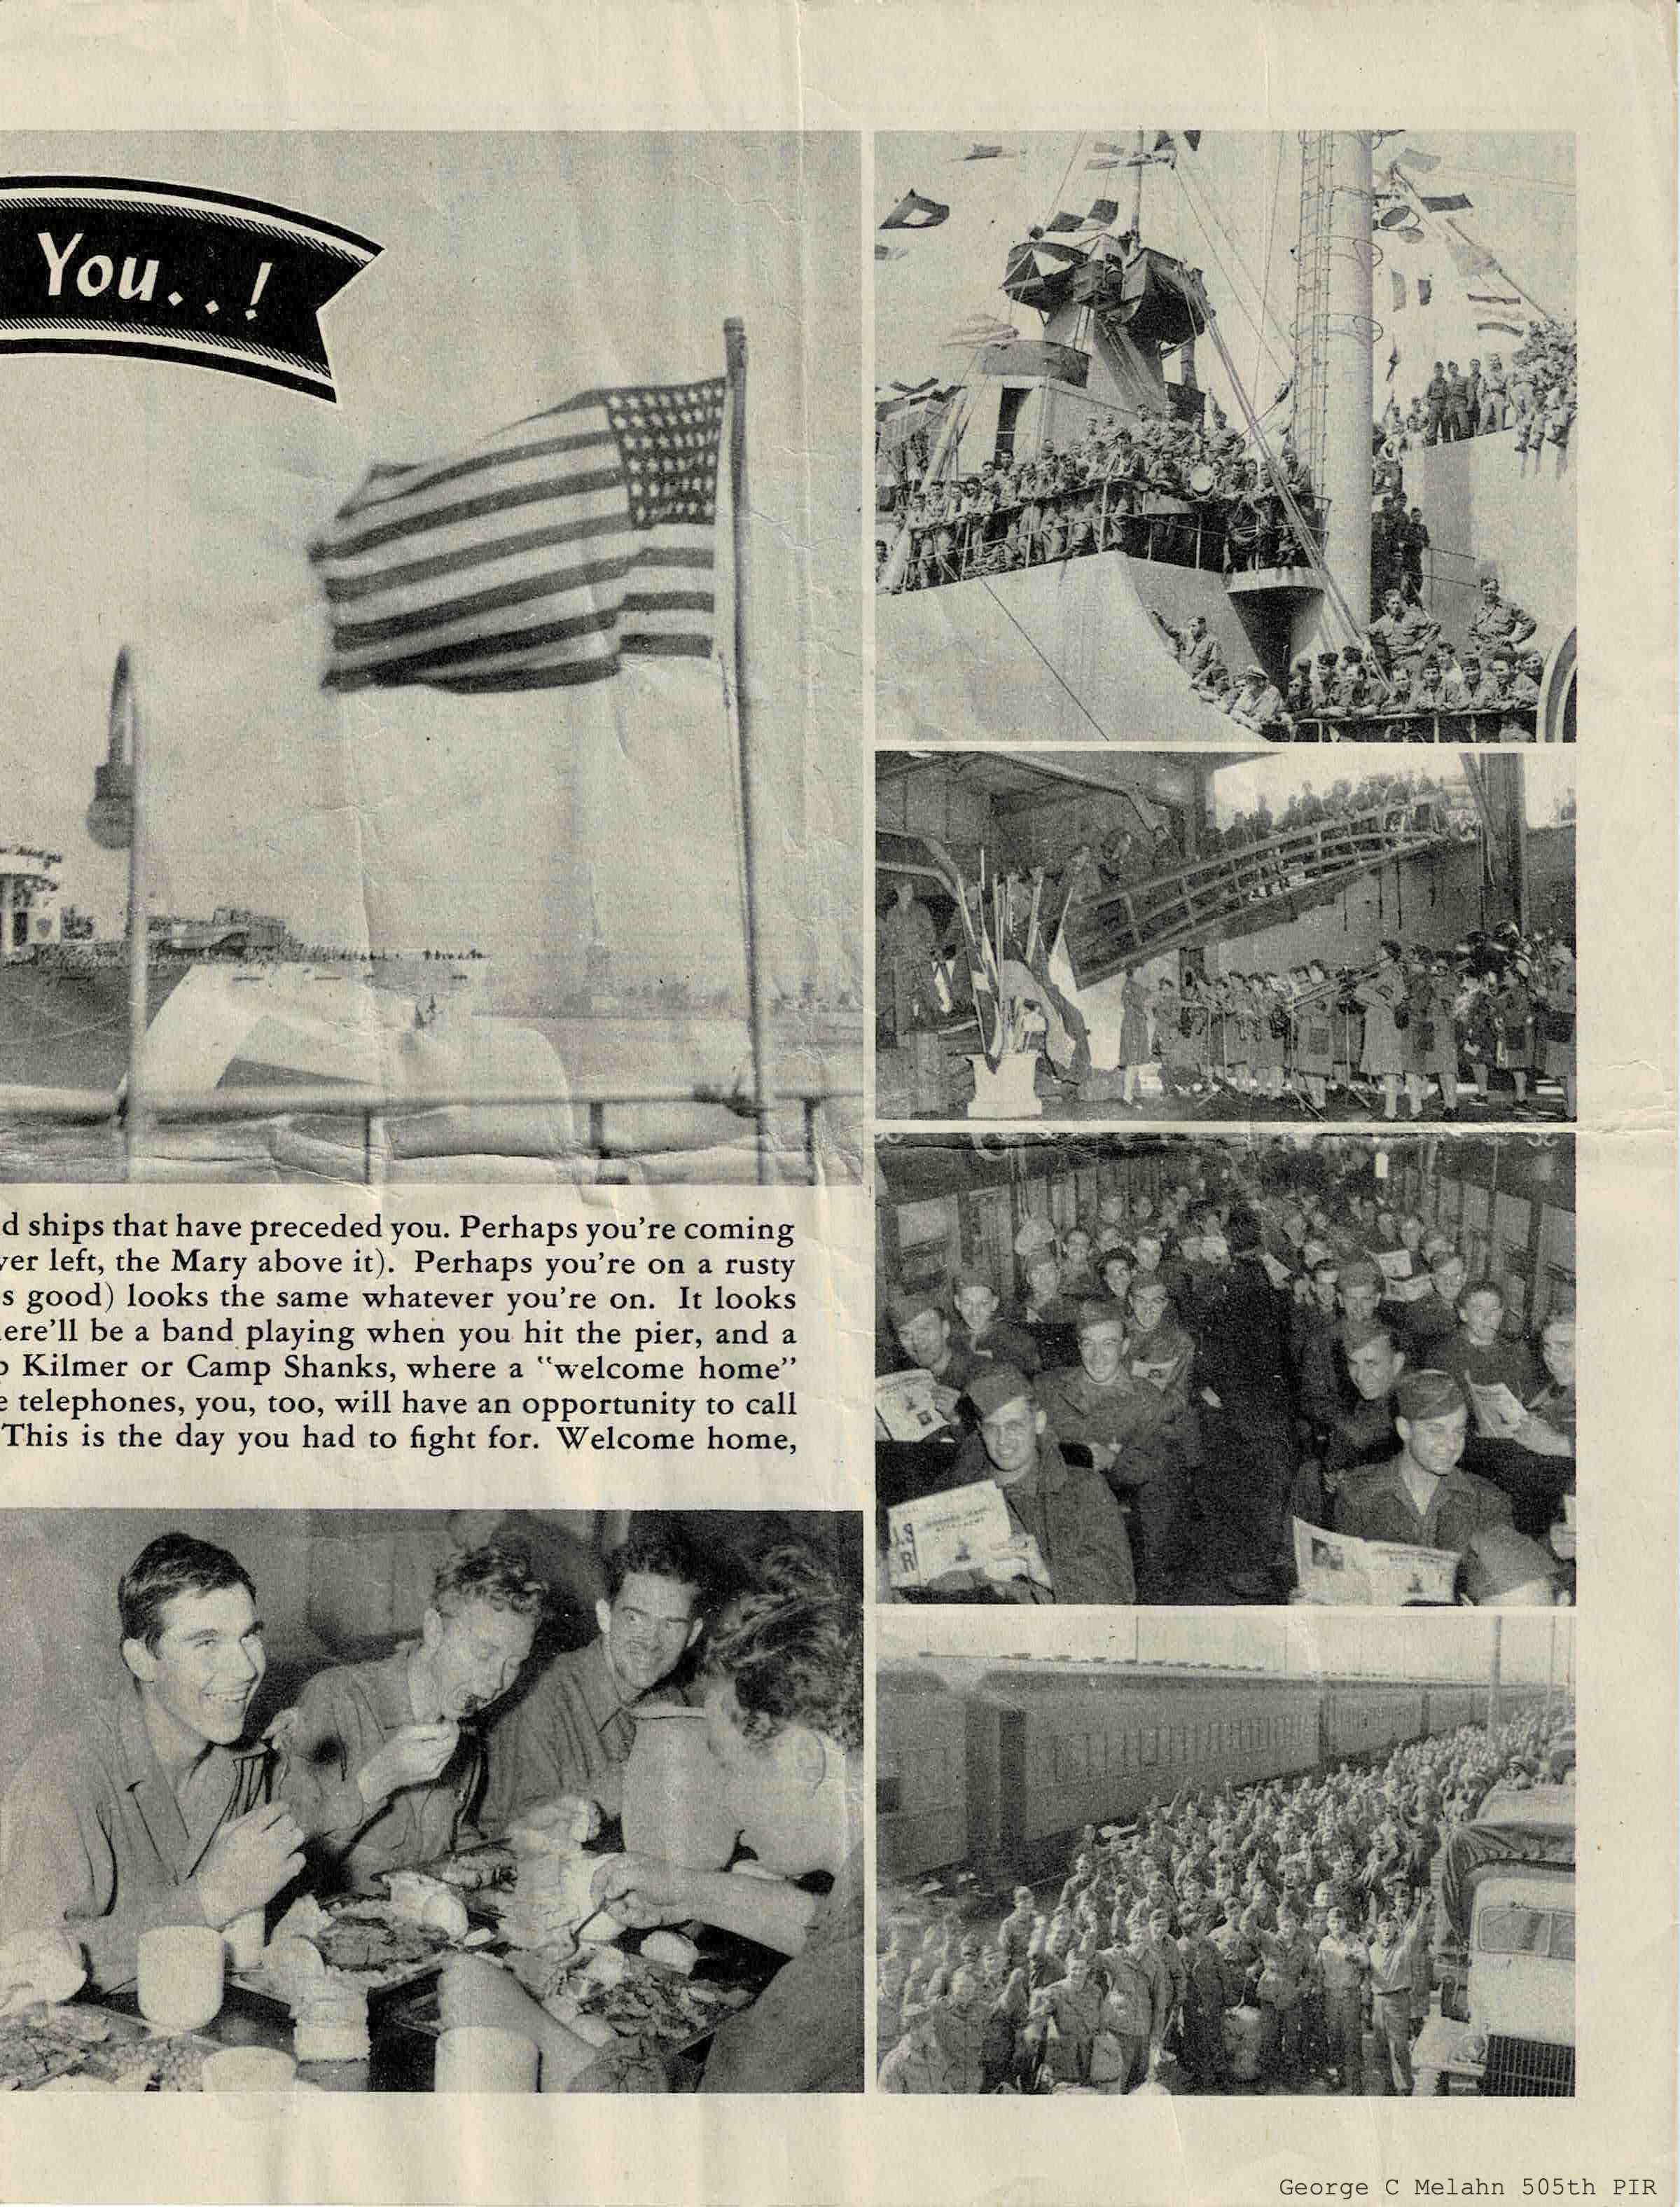 You..!
d ships that have preceded you. Perhaps you're coming
er left, the Mary above it). Perhaps you're on a rusty
s good) looks the same whatever you're on. It looks
ere'll be a band playing when you hit the pier, and a
Kilmer or Camp Shanks, where a "welcome home"
e telephones, you, too, will have an opportunity to call
This is the day you had to fight for. Welcome home,
George C Melahn 505th PIR